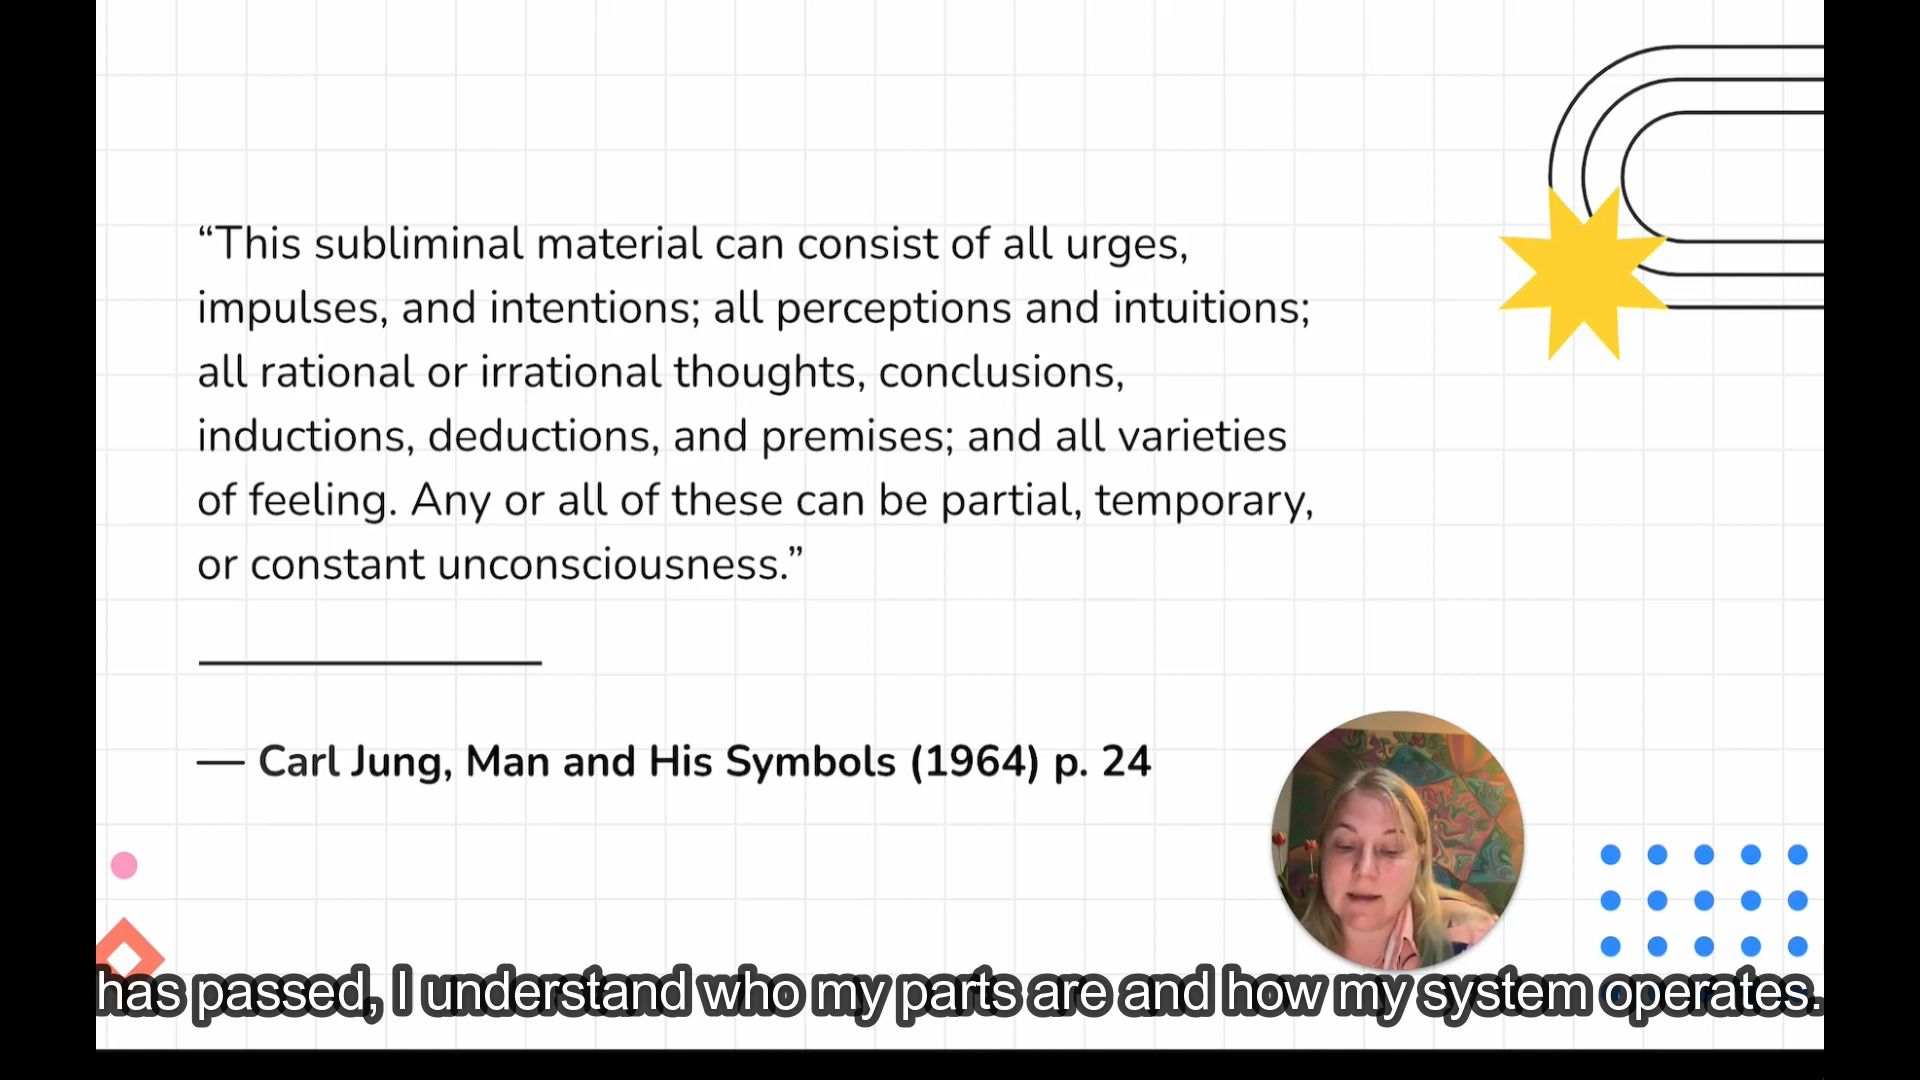 “This subliminal material can consist of all urges,
impulses, and intentions; all perceptions and intuitions;
all rational or irrational thoughts, conclusions,
inductions, deductions, and premises; and all varieties
of feeling. Any or all of these can be partial, temporary,
or constant unconsciousness.”
— Carl Jung, Man and His Symbols (1964) p. 24
has passed, I understand who my parts are and how my system operates.